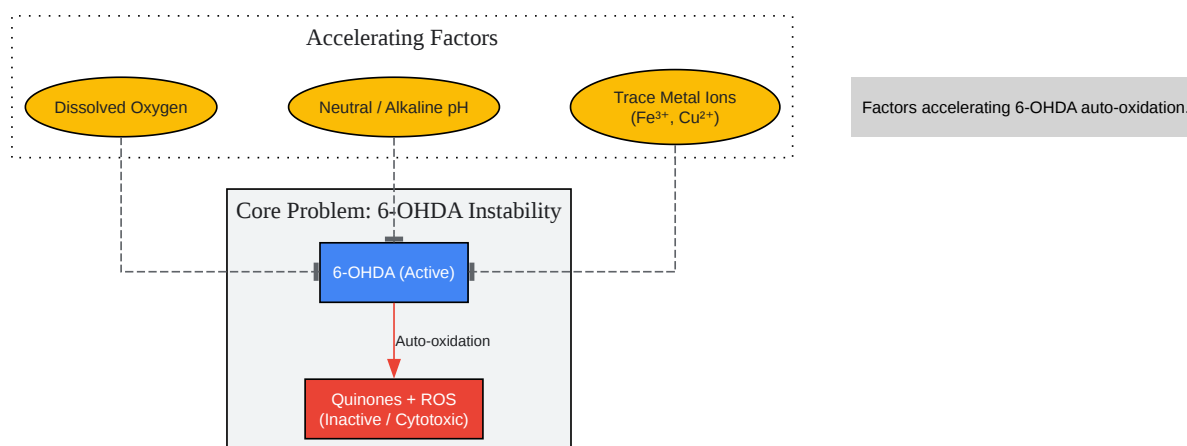 Accelerating Factors
Dissolved Oxygen
Neutral / Alkaline pH
Trace Metal Ions
(Fe³⁺, Cu²⁺)
Factors accelerating 6-OHDA auto-oxidation.
Core Problem: 6-OHDA Instability
6-OHDA (Active)
Auto-oxidation
Quinones + ROS
(Inactive / Cytotoxic)